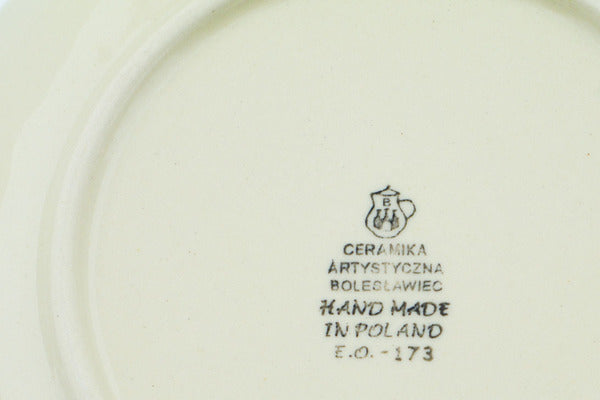 B
CERAMIKA
ARTYSTYCZNA
BOLESŁAWIEC
HAND MADE
IN POLAND
E.O. - 173